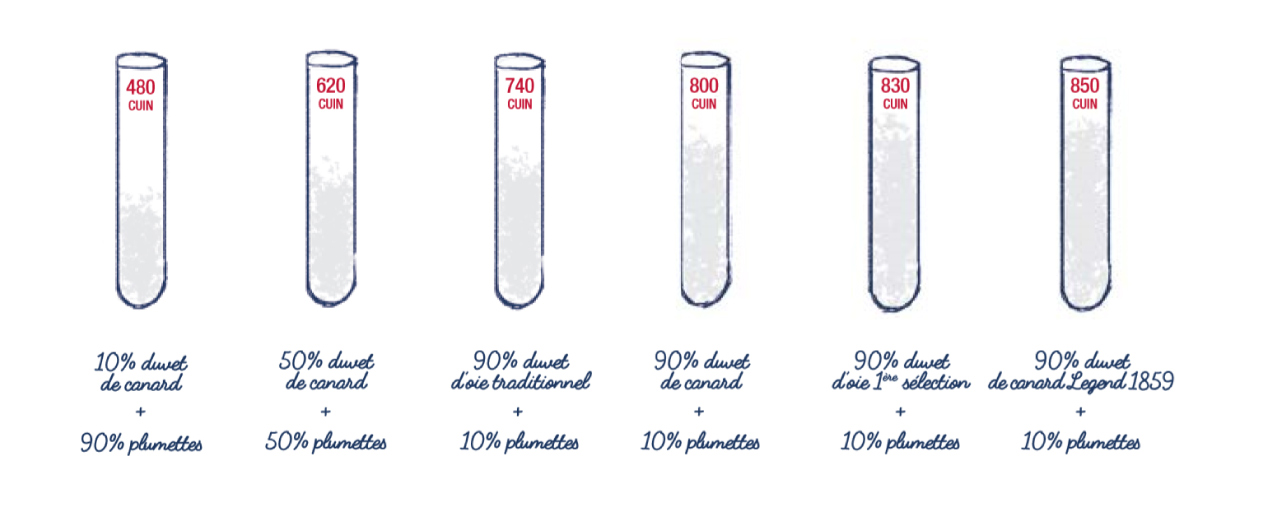 480
CUIN
10% duvet
de canard
+
90% plumettes
620
CUIN
50% duvet
de canard
+
50% plumettes
740
CUIN
90% duvet
d'oie traditionnel
+
10% plumettes
800
CUIN
90% duvet
de canard
+
10% plumettes
830
CUIN
90% duvet
d'oie 1ère sélection
+
10% plumettes
850
CUIN
90% duvet
de canard Legend 1859
+
10% plumettes